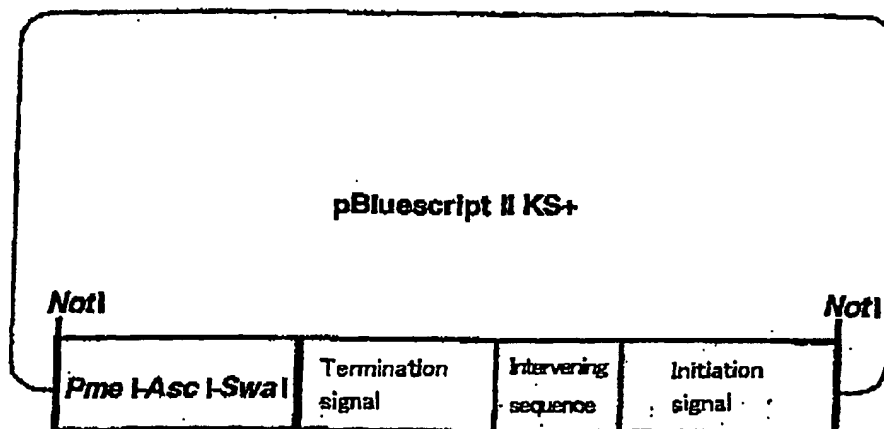 pBluescript II KS+
NotI NotI
Pme I-Asc I-Swa I
Termination
signal
Intervening
sequence
Initiation
signal